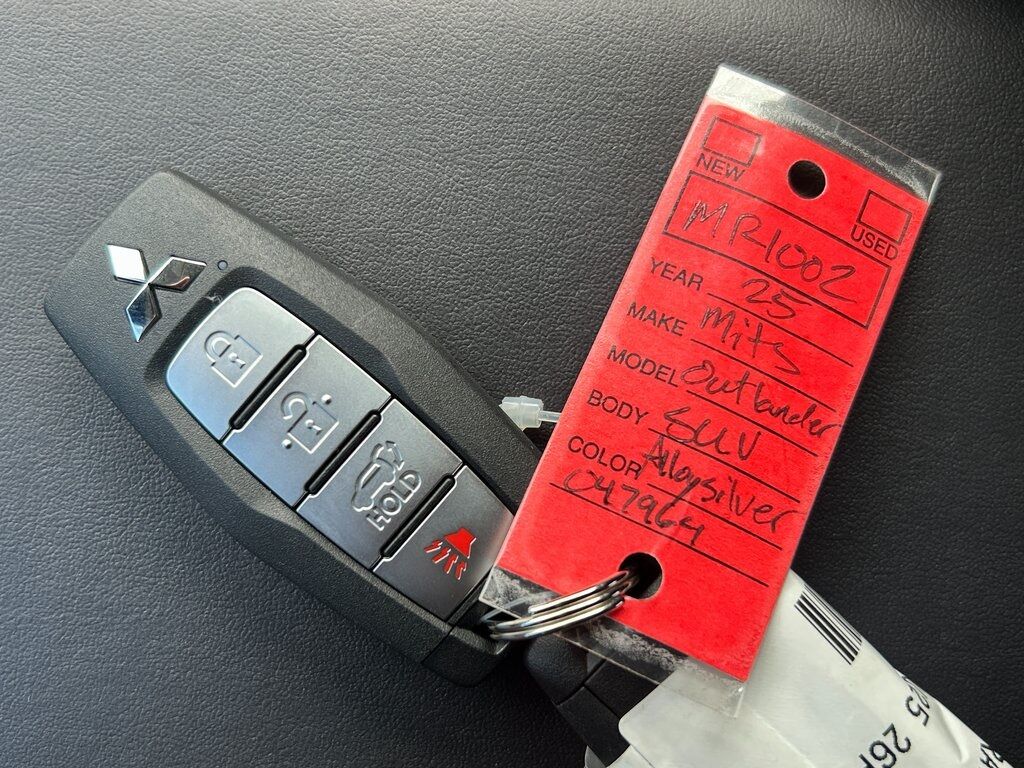 NEW
USED
MR1002
YEAR 25
MAKE Mits
MODEL Outlander
BODY SUV
COLOR Alloysilver
047964
HOLD